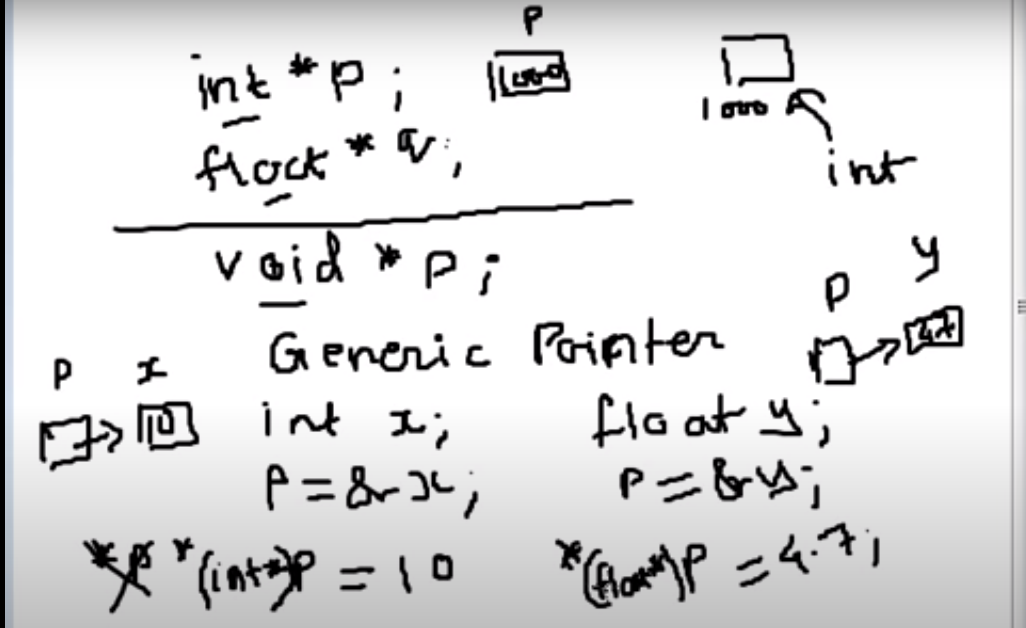 int *p; P 1000
1000 int
float *q;
void *p;
Generic Pointer
P x 10
P y 4.7
int x; float y;
P=&x; P=&y;
*p *(int*)P = 10 *(float*)P = 4.7;